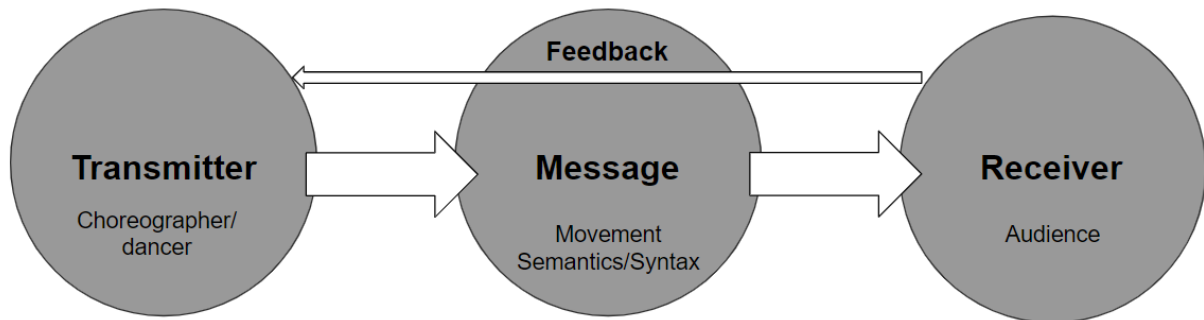 Feedback
Transmitter
Choreographer/
dancer
Message
Movement
Semantics/Syntax
Receiver
Audience